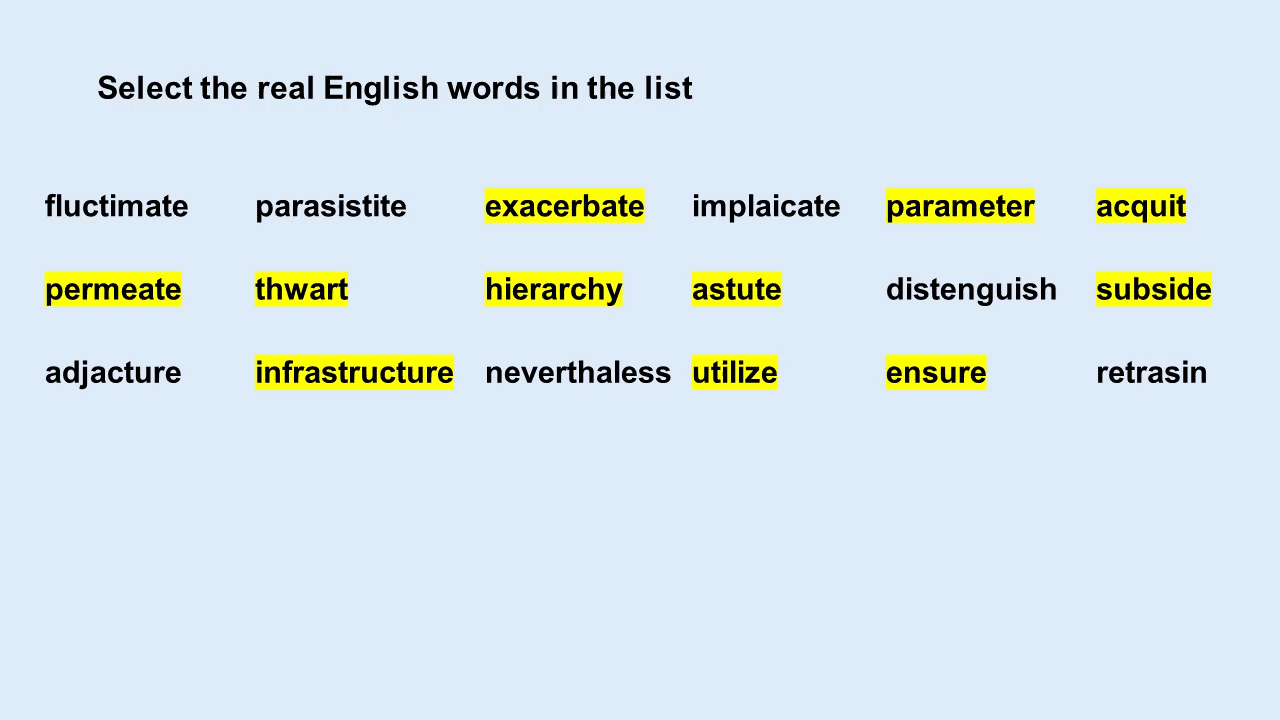 Select the real English words in the list
fluctimate parasistite exacerbate implaicate parameter acquit
permeate thwart hierarchy astute distenguish subside
adjacture infrastructure neverthaless utilize ensure retrasin